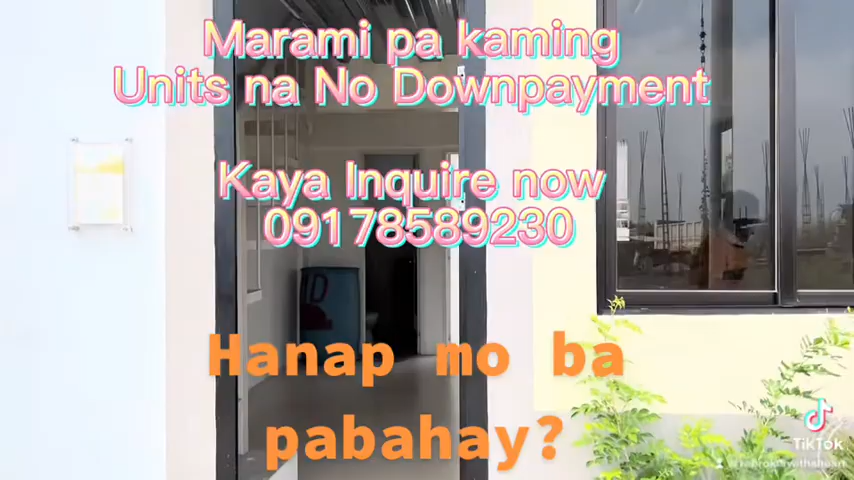 Marami pa kaming
Units na No Downpayment
Kaya Inquire now
09178589230
Hanap mo ba
pabahay?
TikTok